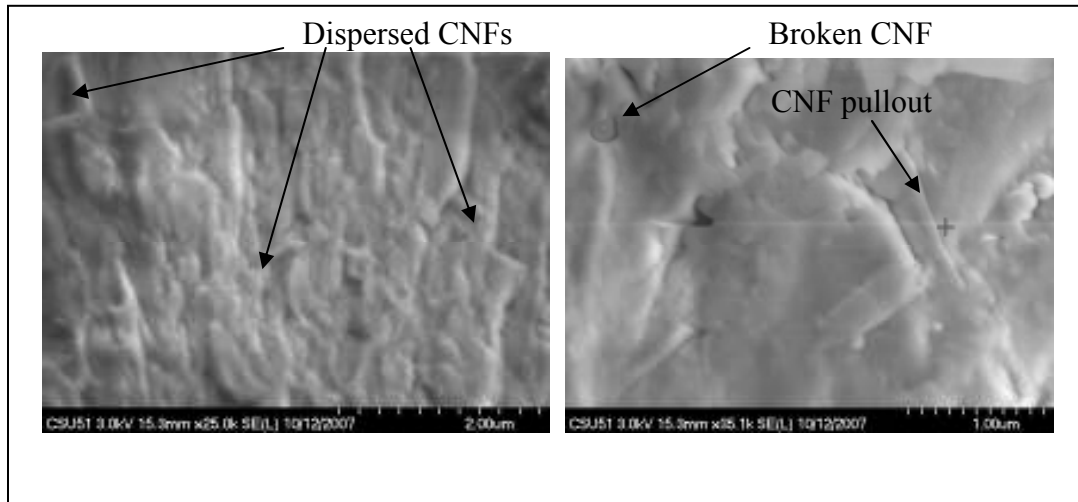 Dispersed CNFs
Broken CNF
CNF pullout
CSU51 3.0kV 15.3mm x25.0k SE(L) 10/12/2007 2.00um
CSU51 3.0kV 15.3mm x35.1k SE(L) 10/12/2007 1.00um